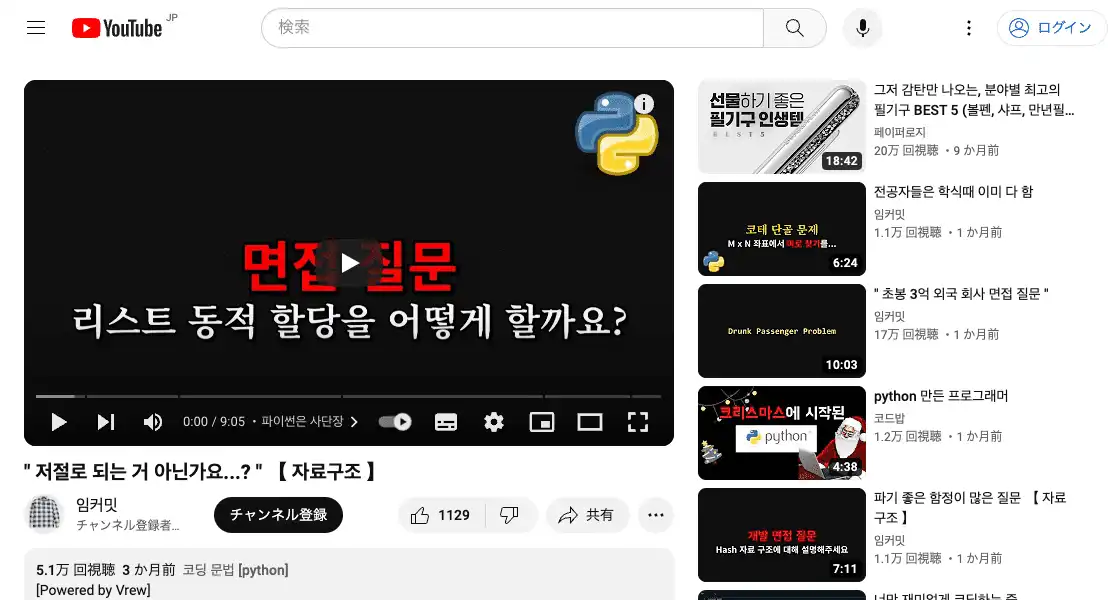 YouTube JP
検索
ログイン
면접 질문
리스트 동적 할당을 어떻게 할까요?
0:00 / 9:05 ・ 파이썬은 사단장
" 저절로 되는 거 아닌가요...? " 【 자료구조 】
임커밋
チャンネル登録者...
チャンネル登録
1129
共有
5.1万 回視聴 3 か月前 코딩 문법 [python]
[Powered by Vrew]
선물하기 좋은
필기구 인생템
BEST 5
18:42
그저 감탄만 나오는, 분야별 최고의
필기구 BEST 5 (볼펜, 샤프, 만년필...
페이퍼로지
20万 回視聴 ・9 か月前
코테 단골 문제
M x N 좌표에서 미로 찾기를...
6:24
전공자들은 학식때 이미 다 함
임커밋
1.1万 回視聴 ・1 か月前
Drunk Passenger Problem
10:03
" 초봉 3억 외국 회사 면접 질문 "
임커밋
17万 回視聴 ・1 か月前
크리스마스에 시작된
python
4:38
python 만든 프로그래머
코드밥
1.2万 回視聴 ・1 か月前
개발 면접 질문
Hash 자료 구조에 대해 설명해주세요
7:11
파기 좋은 함정이 많은 질문 【 자료
구조 】
임커밋
1.1万 回視聴 ・1 か月前